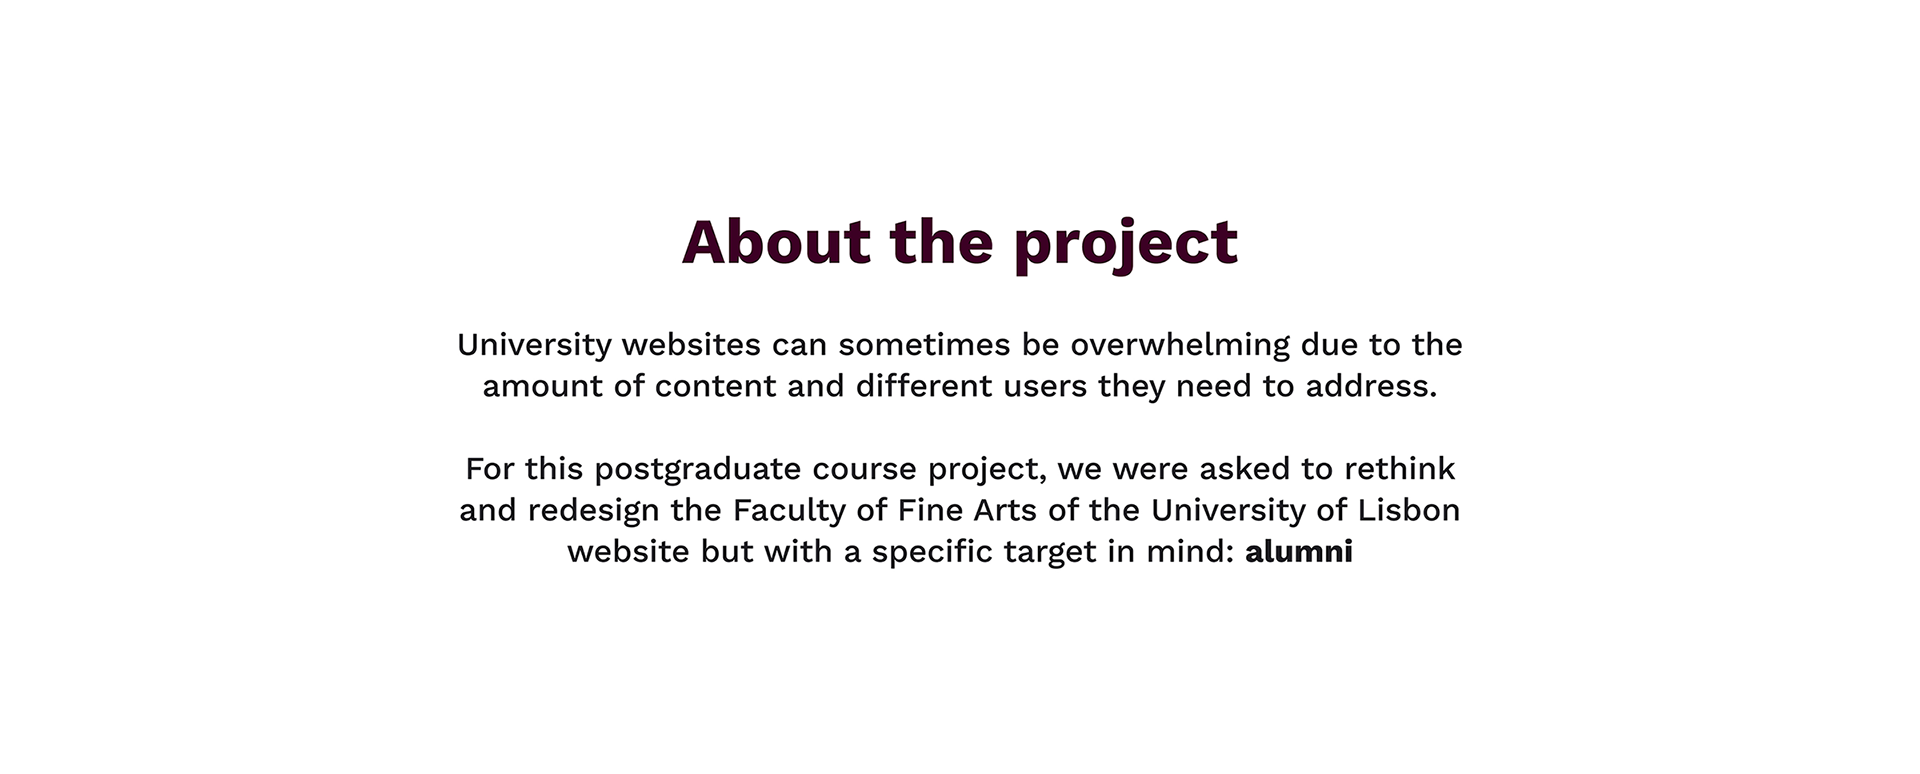 About the project
University websites can sometimes be overwhelming due to the
amount of content and different users they need to address.
For this postgraduate course project, we were asked to rethink
and redesign the Faculty of Fine Arts of the University of Lisbon
website but with a specific target in mind: alumni